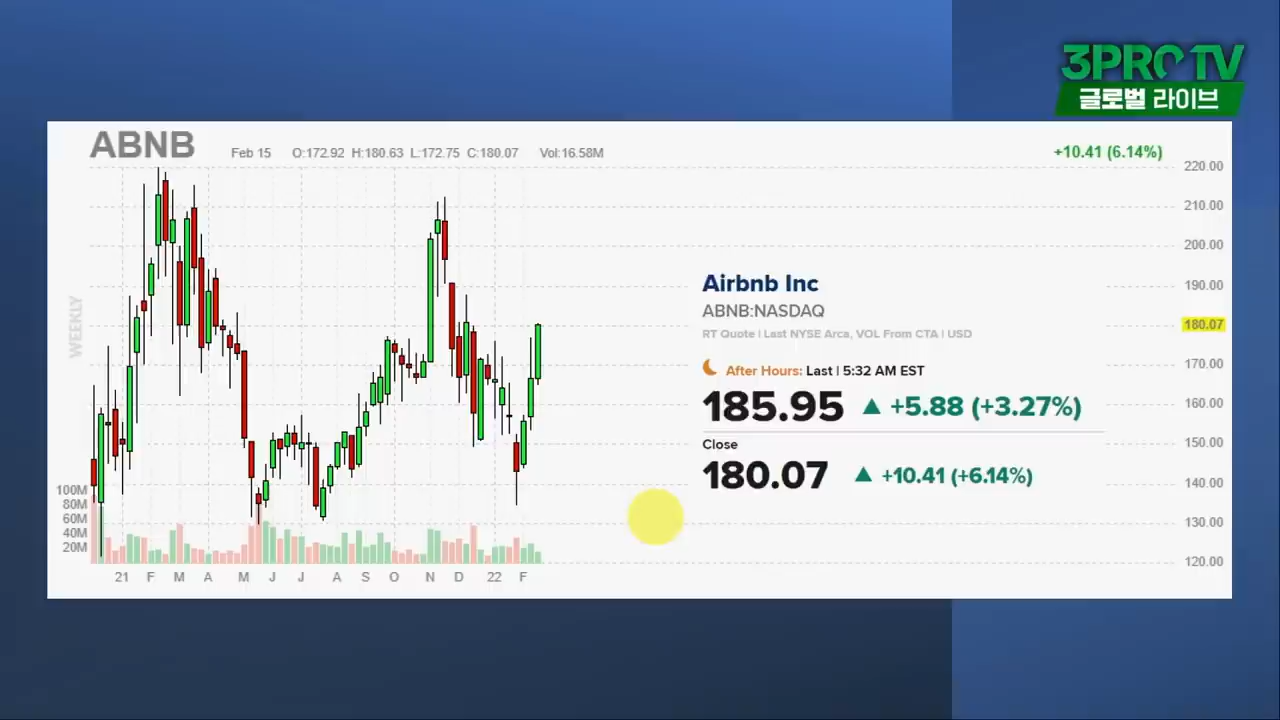 3PRO TV
글로벌 라이브
ABNB
Feb 15 O:172.92 H:180.63 L:172.75 C:180.07 Vol:16.58M
+10.41 (6.14%)
220.00
210.00
200.00
190.00
180.07
170.00
160.00
150.00
140.00
130.00
120.00
WEEKLY
100M
80M
60M
40M
20M
21 F M A M J J A S O N D 22 F
Airbnb Inc
ABNB:NASDAQ
RT Quote | Last NYSE Arca, VOL From CTA | USD
After Hours: Last | 5:32 AM EST
185.95 ▲ +5.88 (+3.27%)
Close
180.07 ▲ +10.41 (+6.14%)